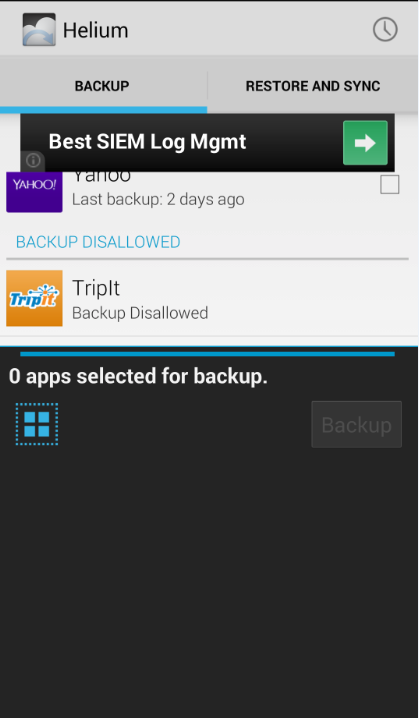 Helium
BACKUP
RESTORE AND SYNC
Best SIEM Log Mgmt
YAHOO!
Yahoo
Last backup: 2 days ago
BACKUP DISALLOWED
TripIt
TripIt
Backup Disallowed
0 apps selected for backup.
Backup